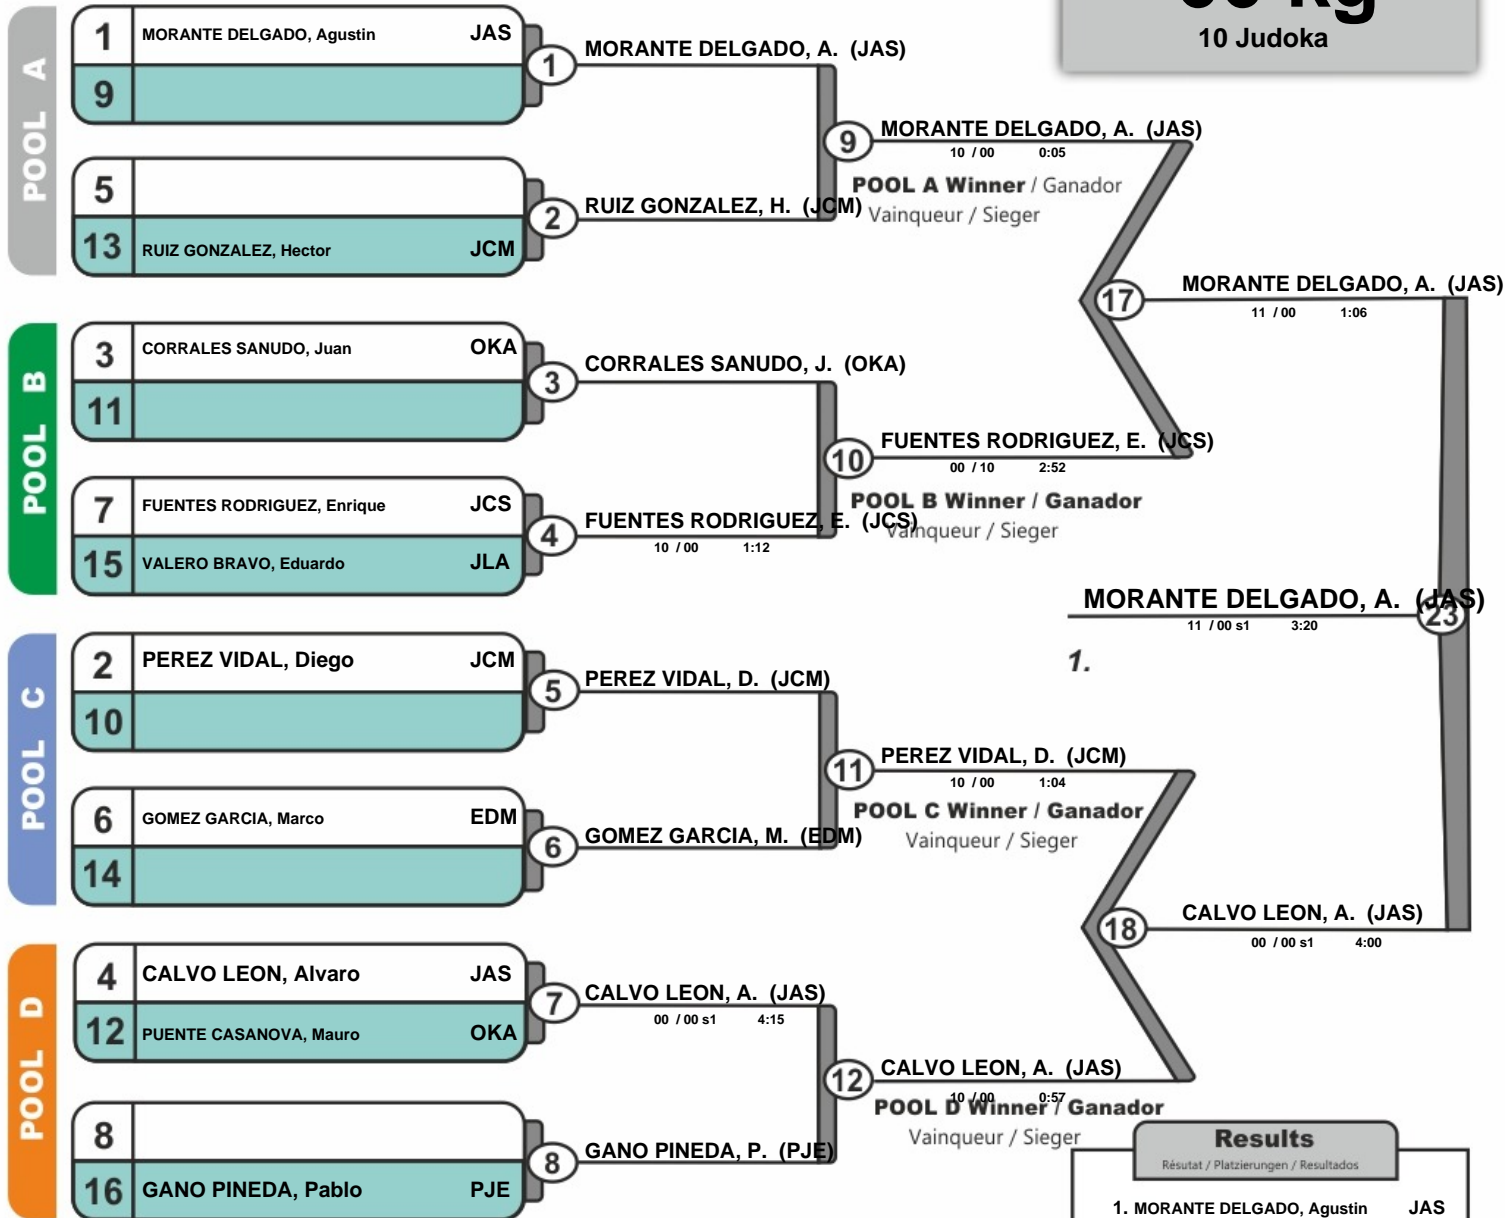 POOL A
1 MORANTE DELGADO, Agustin JAS
9
5
13 RUIZ GONZALEZ, Hector JCM
1 MORANTE DELGADO, A. (JAS)
2 RUIZ GONZALEZ, H. (JCM)
9 MORANTE DELGADO, A. (JAS)
10 / 00 0:05
POOL A Winner / Ganador
Vainqueur / Sieger
kg
10 Judoka
POOL B
3 CORRALES SANUDO, Juan OKA
11
7 FUENTES RODRIGUEZ, Enrique JCS
15 VALERO BRAVO, Eduardo JLA
3 CORRALES SANUDO, J. (OKA)
4 FUENTES RODRIGUEZ, E. (JCS)
10 / 00 1:12
10 FUENTES RODRIGUEZ, E. (JCS)
00 / 10 2:52
POOL B Winner / Ganador
Vainqueur / Sieger
17 MORANTE DELGADO, A. (JAS)
11 / 00 1:06
MORANTE DELGADO, A. (JAS)
23
11 / 00 s1 3:20
1.
POOL C
2 PEREZ VIDAL, Diego JCM
10
6 GOMEZ GARCIA, Marco EDM
14
5 PEREZ VIDAL, D. (JCM)
6 GOMEZ GARCIA, M. (EDM)
11 PEREZ VIDAL, D. (JCM)
10 / 00 1:04
POOL C Winner / Ganador
Vainqueur / Sieger
18 CALVO LEON, A. (JAS)
00 / 00 s1 4:00
POOL D
4 CALVO LEON, Alvaro JAS
12 PUENTE CASANOVA, Mauro OKA
8
16 GANO PINEDA, Pablo PJE
7 CALVO LEON, A. (JAS)
00 / 00 s1 4:15
8 GANO PINEDA, P. (PJE)
12 CALVO LEON, A. (JAS)
10 / 00 0:57
POOL D Winner / Ganador
Vainqueur / Sieger
Results
Résutat / Platzierungen / Resultados
1. MORANTE DELGADO, Agustin JAS